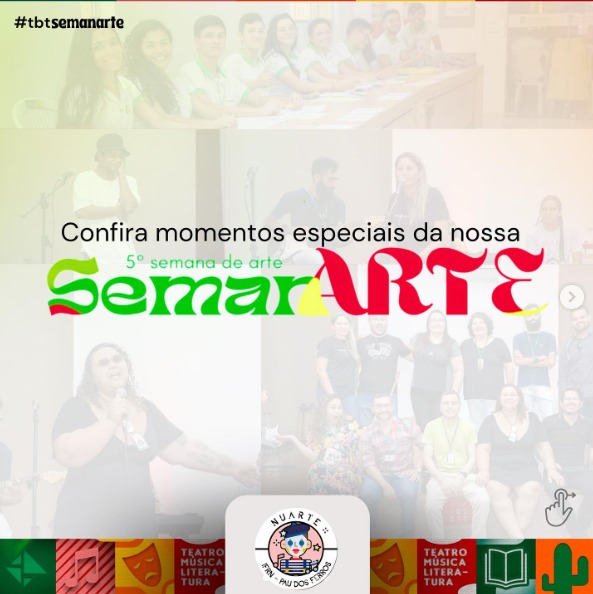 #tbtsemanarte
Confira momentos especiais da nossa
5º semana de arte
SemanARTE
NUARTE
IFRN - PAU DOS FERROS
TEATRO
MÚSICA
LITERA-
TURA
TEATRO
MÚSICA
LITERA-
TURA